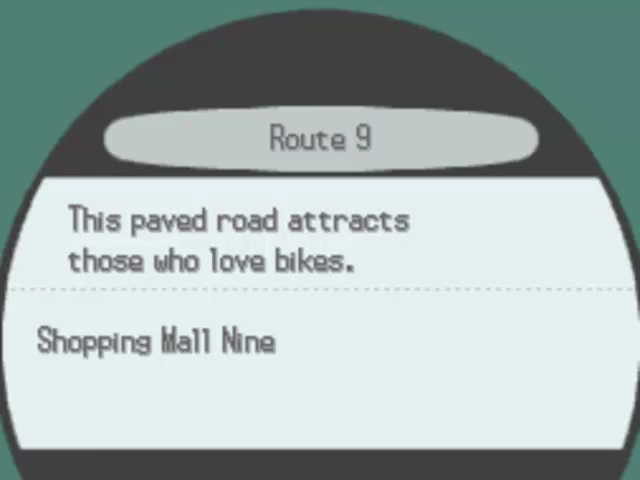 Route 9
This paved road attracts
those who love bikes.
Shopping Mall Nine